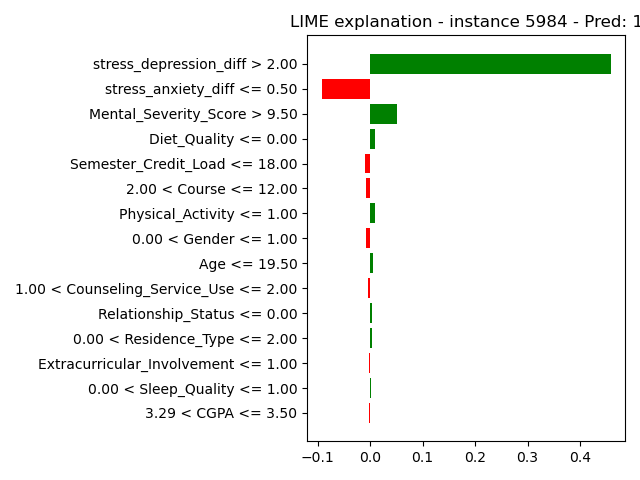 LIME explanation - instance 5984 - Pred: 1
stress_depression_diff > 2.00
stress_anxiety_diff <= 0.50
Mental_Severity_Score > 9.50
Diet_Quality <= 0.00
Semester_Credit_Load <= 18.00
2.00 < Course <= 12.00
Physical_Activity <= 1.00
0.00 < Gender <= 1.00
Age <= 19.50
1.00 < Counseling_Service_Use <= 2.00
Relationship_Status <= 0.00
0.00 < Residence_Type <= 2.00
Extracurricular_Involvement <= 1.00
0.00 < Sleep_Quality <= 1.00
3.29 < CGPA <= 3.50
−0.1 0.0 0.1 0.2 0.3 0.4